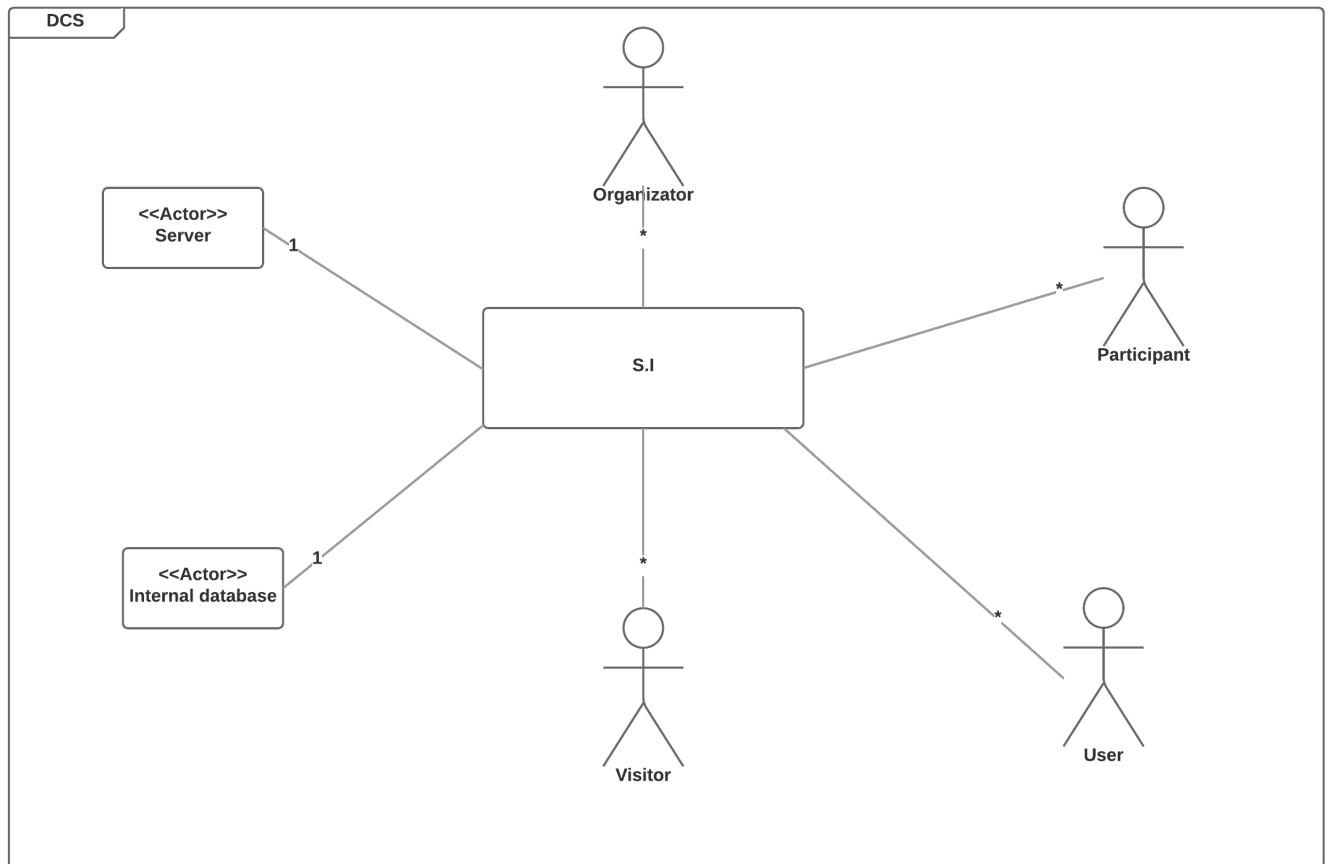 DCS
Organizator
*
<<Actor>>
Server
1
*
Participant
S.I
1
<<Actor>>
Internal database
*
Visitor
*
User